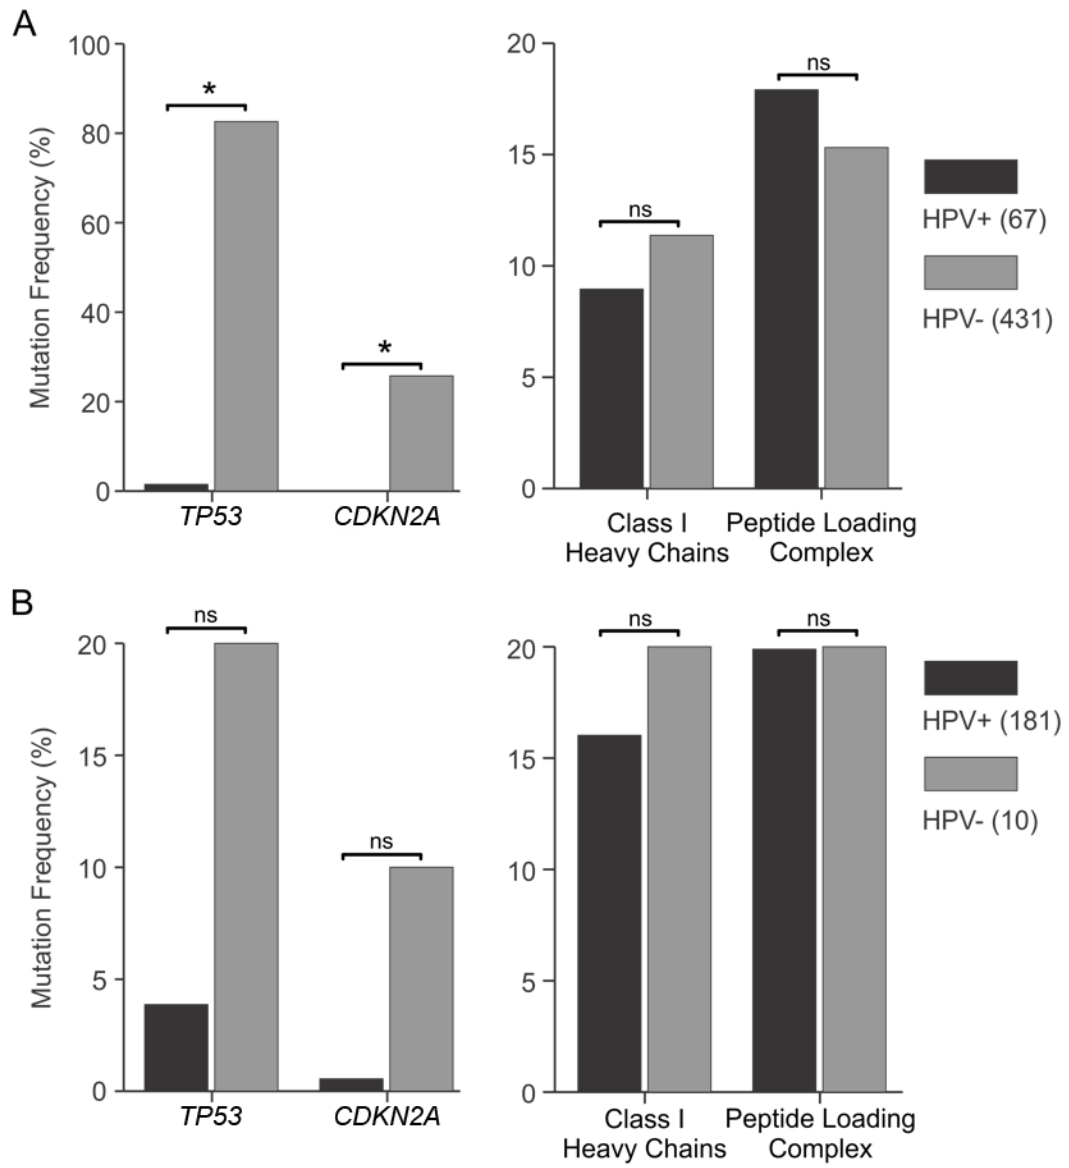 A
Mutation Frequency (%)
100
80
60
40
20
0
*
*
TP53
CDKN2A
20
15
10
5
0
ns
ns
Class I
Heavy Chains
Peptide Loading
Complex
HPV+ (67)
HPV- (431)
B
Mutation Frequency (%)
20
15
10
5
0
ns
ns
TP53
CDKN2A
20
15
10
5
0
ns
ns
Class I
Heavy Chains
Peptide Loading
Complex
HPV+ (181)
HPV- (10)